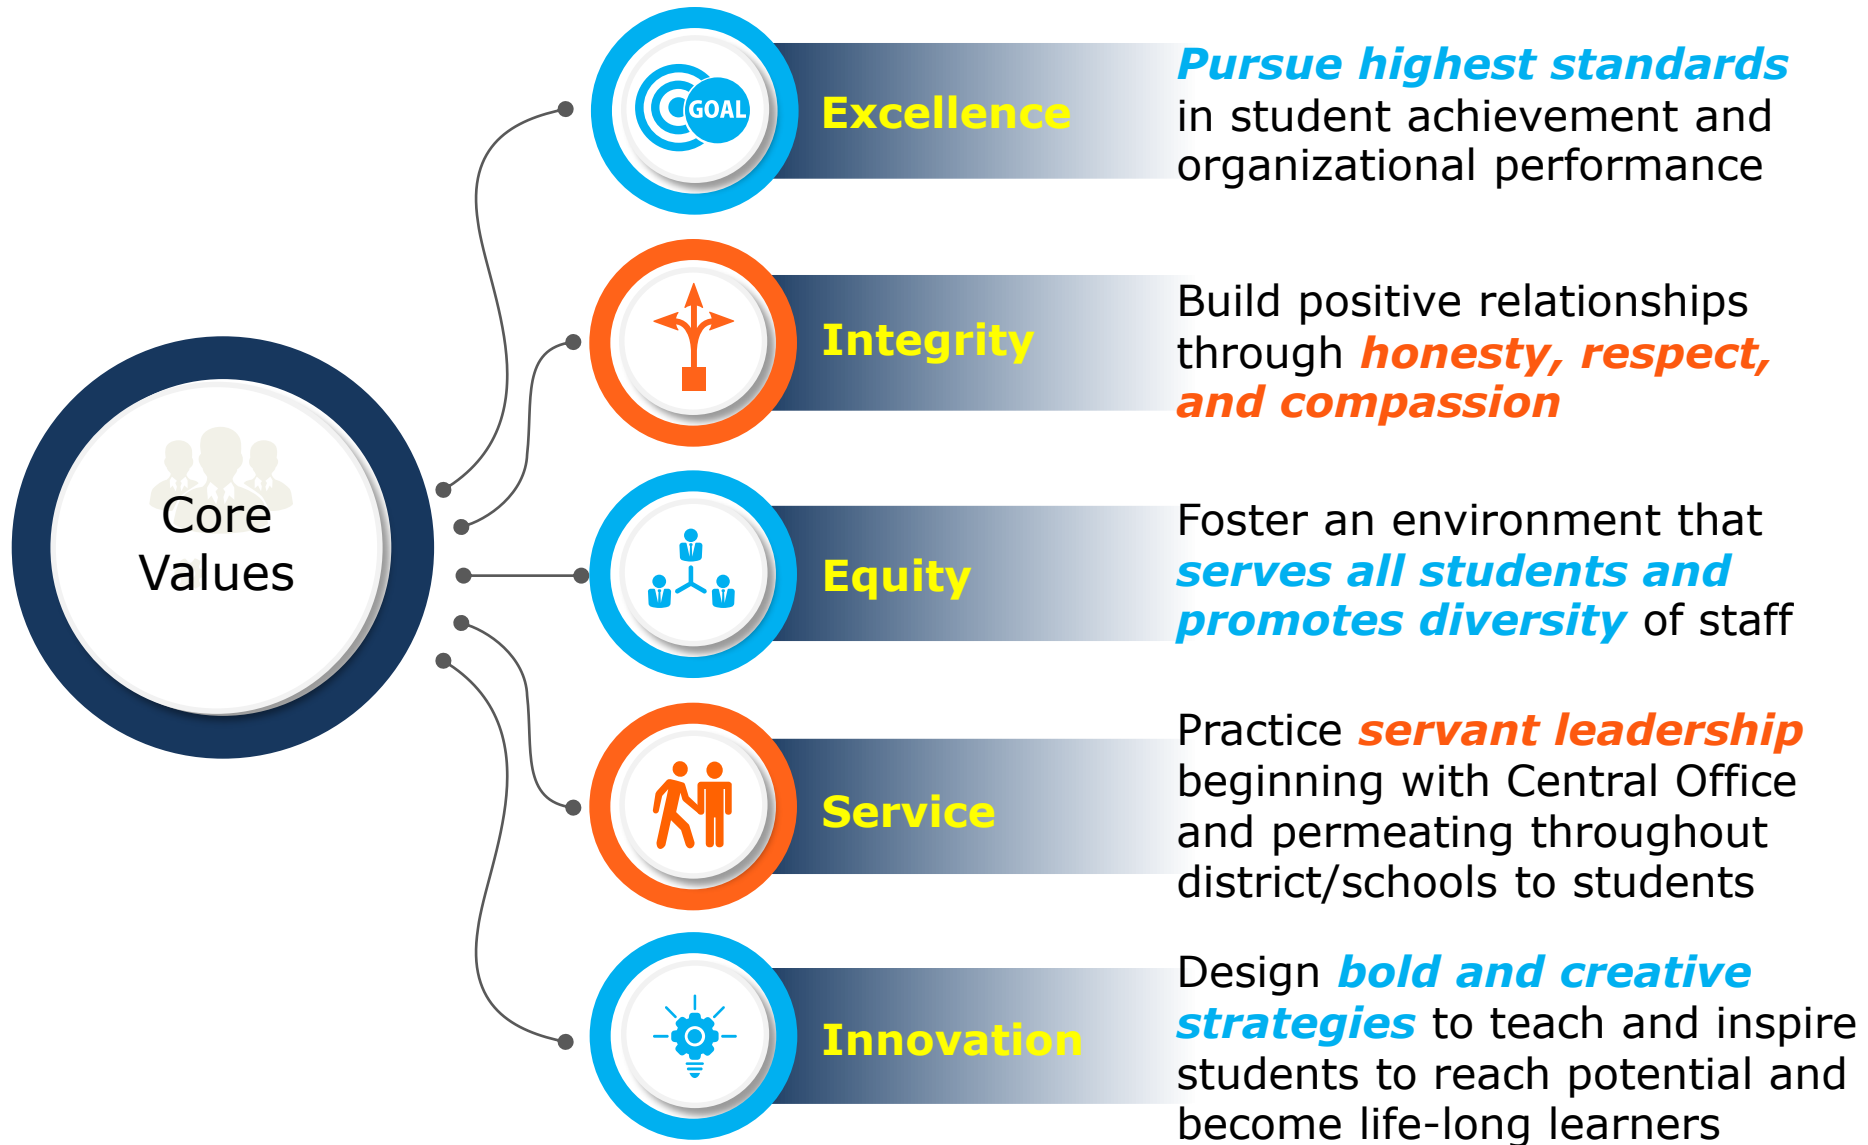 Core
Values
GOAL
Excellence
Pursue highest standards
in student achievement and
organizational performance
Integrity
Build positive relationships
through honesty, respect,
and compassion
Equity
Foster an environment that
serves all students and
promotes diversity of staff
Service
Practice servant leadership
beginning with Central Office
and permeating throughout
district/schools to students
Innovation
Design bold and creative
strategies to teach and inspire
students to reach potential and
become life-long learners